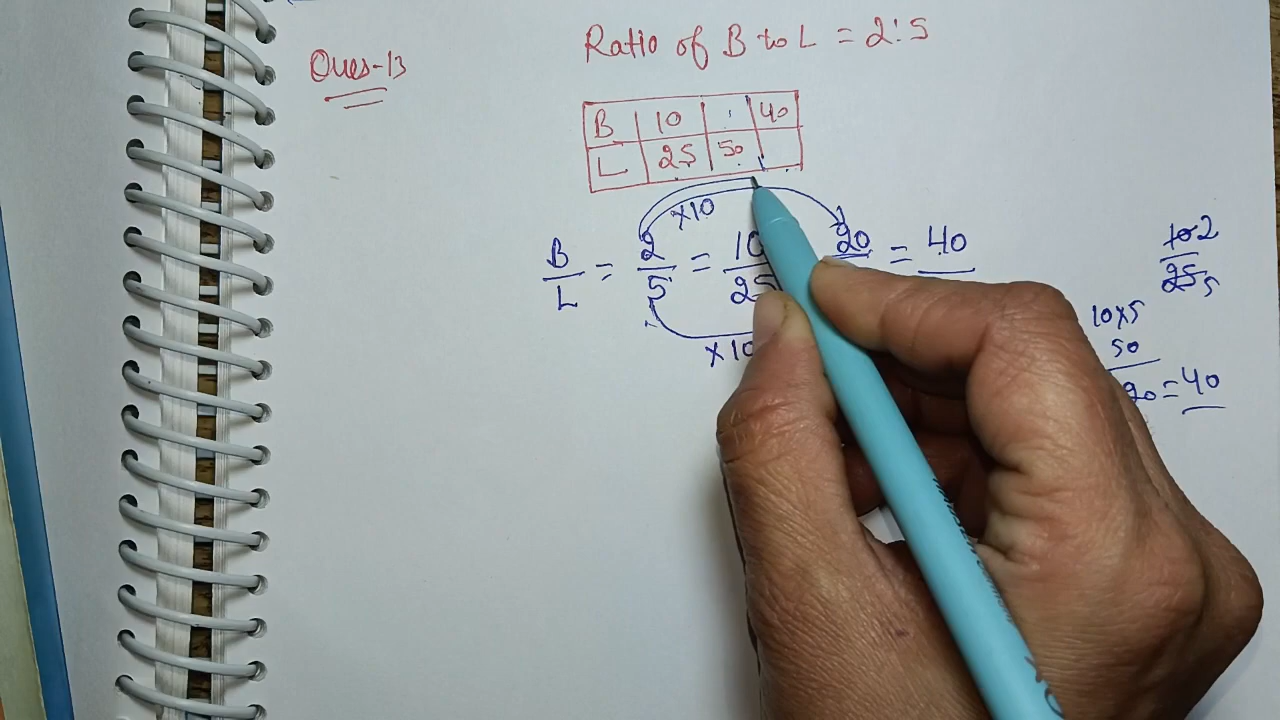 Ratio of B to L = 2:5
Ques-13
B 10 40
L 25 50
×10
B/L = 2/5 = 10/25 20 = 40
×10
10 2
25 5
10×5
50
20 = 40